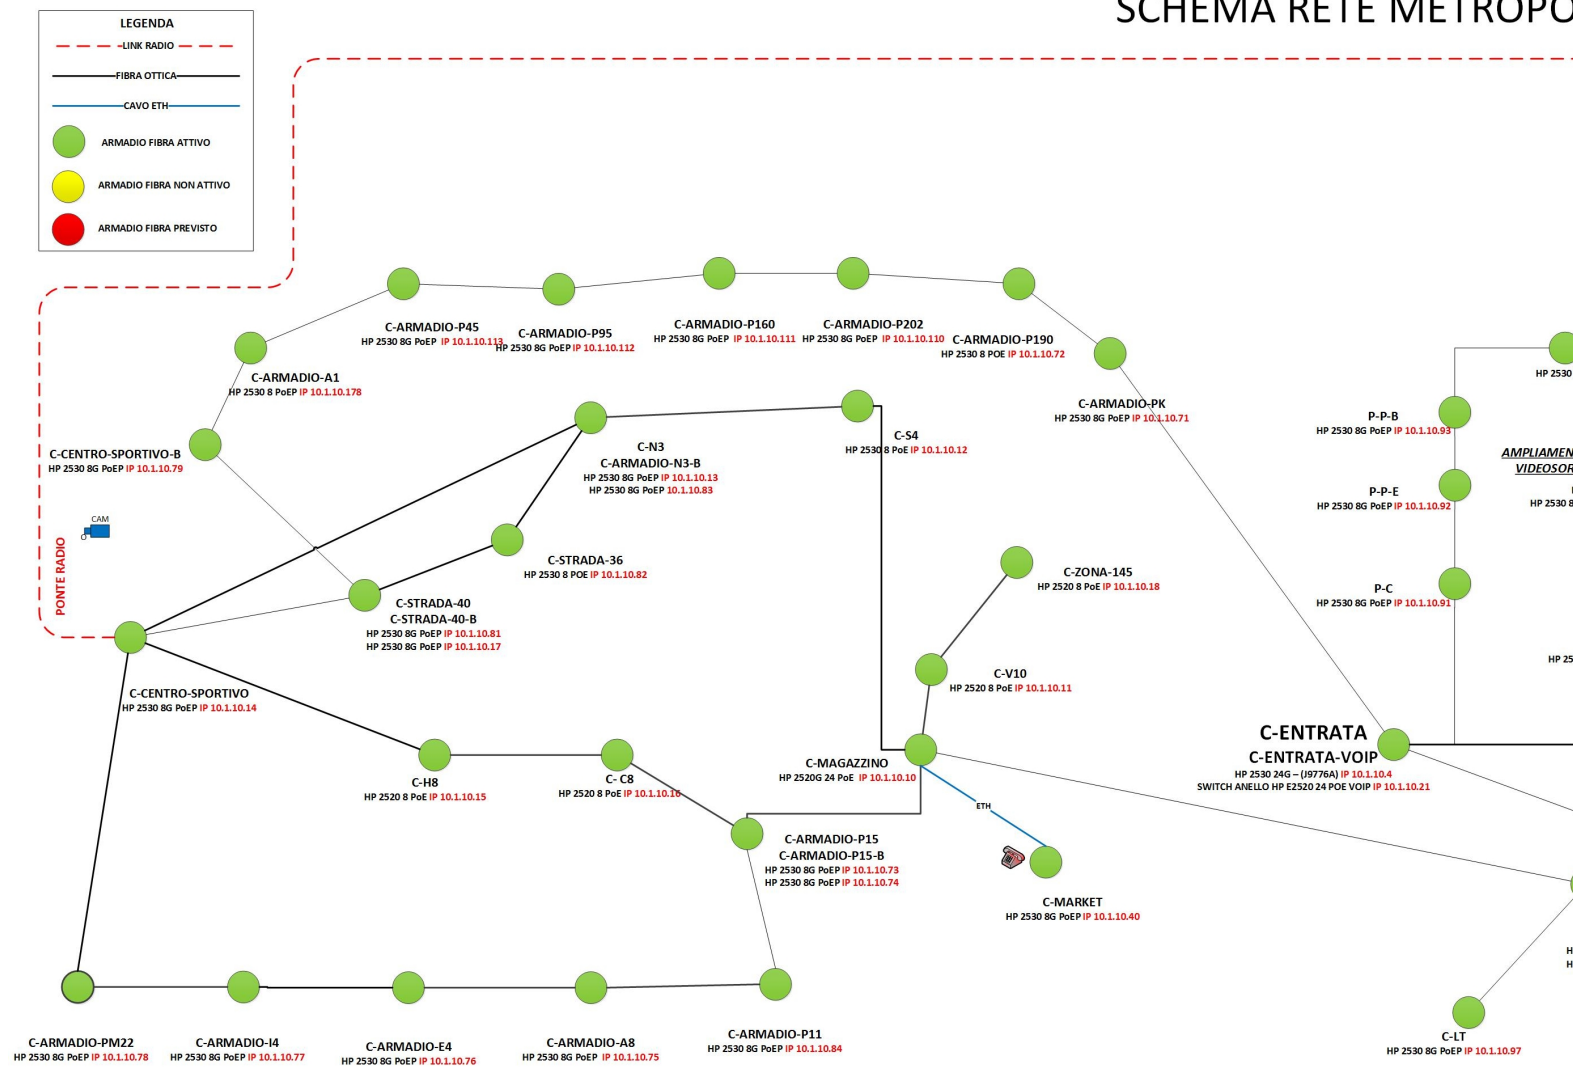 SCHEMA RETE METROPO
LEGENDA
LINK RADIO
FIBRA OTTICA
CAVO ETH
ARMADIO FIBRA ATTIVO
ARMADIO FIBRA NON ATTIVO
ARMADIO FIBRA PREVISTO
C-ARMADIO-P45
HP 2530 8G PoEP IP 10.1.10.113
C-ARMADIO-P95
HP 2530 8G PoEP IP 10.1.10.112
C-ARMADIO-P160
HP 2530 8G PoEP IP 10.1.10.111
C-ARMADIO-P202
HP 2530 8G PoEP IP 10.1.10.110
C-ARMADIO-P190
HP 2530 8 POE IP 10.1.10.72
C-ARMADIO-A1
HP 2530 8 PoEP IP 10.1.10.178
C-ARMADIO-PK
HP 2530 8G PoEP IP 10.1.10.71
HP 2530
P-P-B
HP 2530 8G PoEP IP 10.1.10.93
C-CENTRO-SPORTIVO-B
HP 2530 8G PoEP IP 10.1.10.79
C-N3
C-ARMADIO-N3-B
HP 2530 8G PoEP IP 10.1.10.13
HP 2530 8G PoEP 10.1.10.83
C-S4
HP 2530 8 PoE IP 10.1.10.12
AMPLIAMEN
VIDEOSOR
P-P-E
HP 2530 8G PoEP IP 10.1.10.92
HP 2530 8
CAM
PONTE RADIO
C-STRADA-36
HP 2530 8 POE IP 10.1.10.82
C-ZONA-145
HP 2520 8 PoE IP 10.1.10.18
P-C
HP 2530 8G PoEP IP 10.1.10.91
C-STRADA-40
C-STRADA-40-B
HP 2530 8G PoEP IP 10.1.10.81
HP 2530 8G PoEP IP 10.1.10.17
HP 25
C-CENTRO-SPORTIVO
HP 2530 8G PoEP IP 10.1.10.14
C-V10
HP 2520 8 PoE IP 10.1.10.11
C-ENTRATA
C-ENTRATA-VOIP
HP 2530 24G – (J9776A) IP 10.1.10.4
SWITCH ANELLO HP E2520 24 POE VOIP IP 10.1.10.21
C-MAGAZZINO
HP 2520G 24 PoE IP 10.1.10.10
C-H8
HP 2520 8 PoE IP 10.1.10.15
C- C8
HP 2520 8 PoE IP 10.1.10.16
ETH
C-ARMADIO-P15
C-ARMADIO-P15-B
HP 2530 8G PoEP IP 10.1.10.73
HP 2530 8G PoEP IP 10.1.10.74
C-MARKET
HP 2530 8G PoEP IP 10.1.10.40
H
H
C-ARMADIO-PM22
HP 2530 8G PoEP IP 10.1.10.78
C-ARMADIO-I4
HP 2530 8G PoEP IP 10.1.10.77
C-ARMADIO-E4
HP 2530 8G PoEP IP 10.1.10.76
C-ARMADIO-A8
HP 2530 8G PoEP IP 10.1.10.75
C-ARMADIO-P11
HP 2530 8G PoEP IP 10.1.10.84
C-LT
HP 2530 8G PoEP IP 10.1.10.97